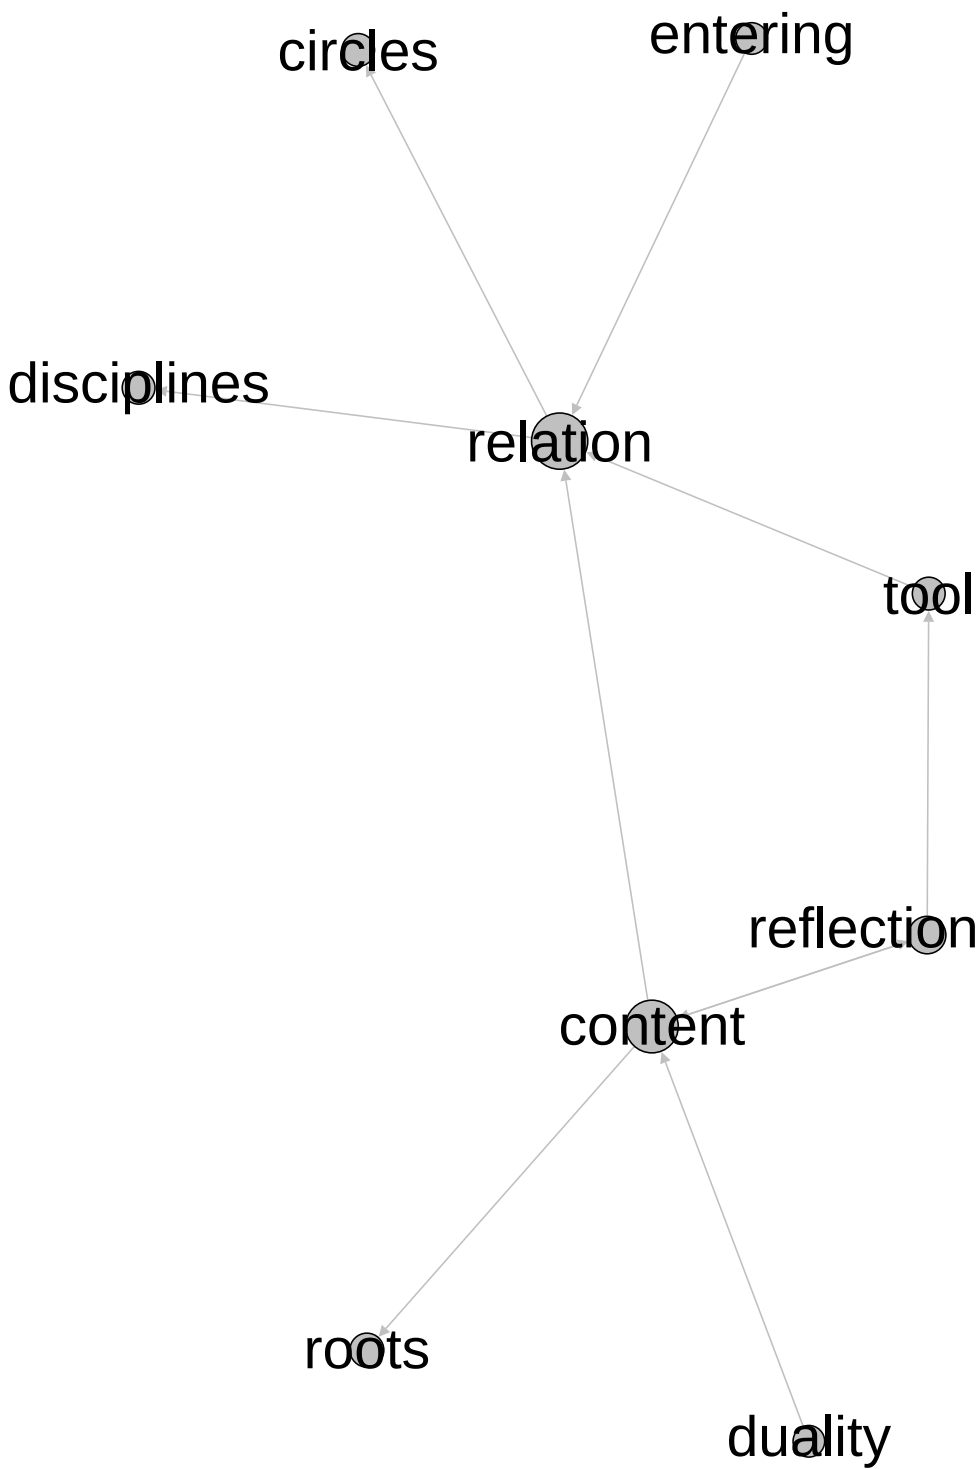 circles
entering
disciplines
relation
tool
reflection
content
roots
duality